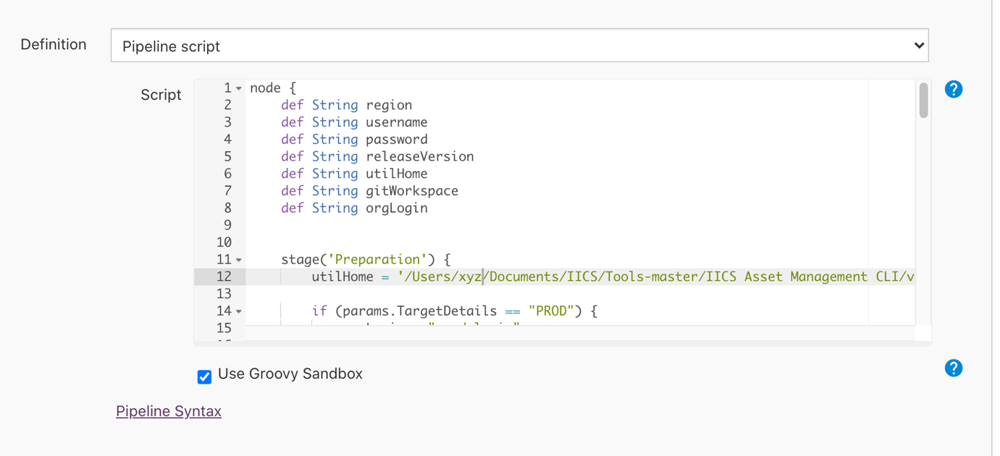 Definition
Pipeline script
Script
1 node {
2 def String region
3 def String username
4 def String password
5 def String releaseVersion
6 def String utilHome
7 def String gitWorkspace
8 def String orgLogin
9
10
11 stage('Preparation') {
12 utilHome = '/Users/xyz/Documents/IICS/Tools-master/IICS Asset Management CLI/v
13
14 if (params.TargetDetails == "PROD") {
15
?
Use Groovy Sandbox
?
Pipeline Syntax